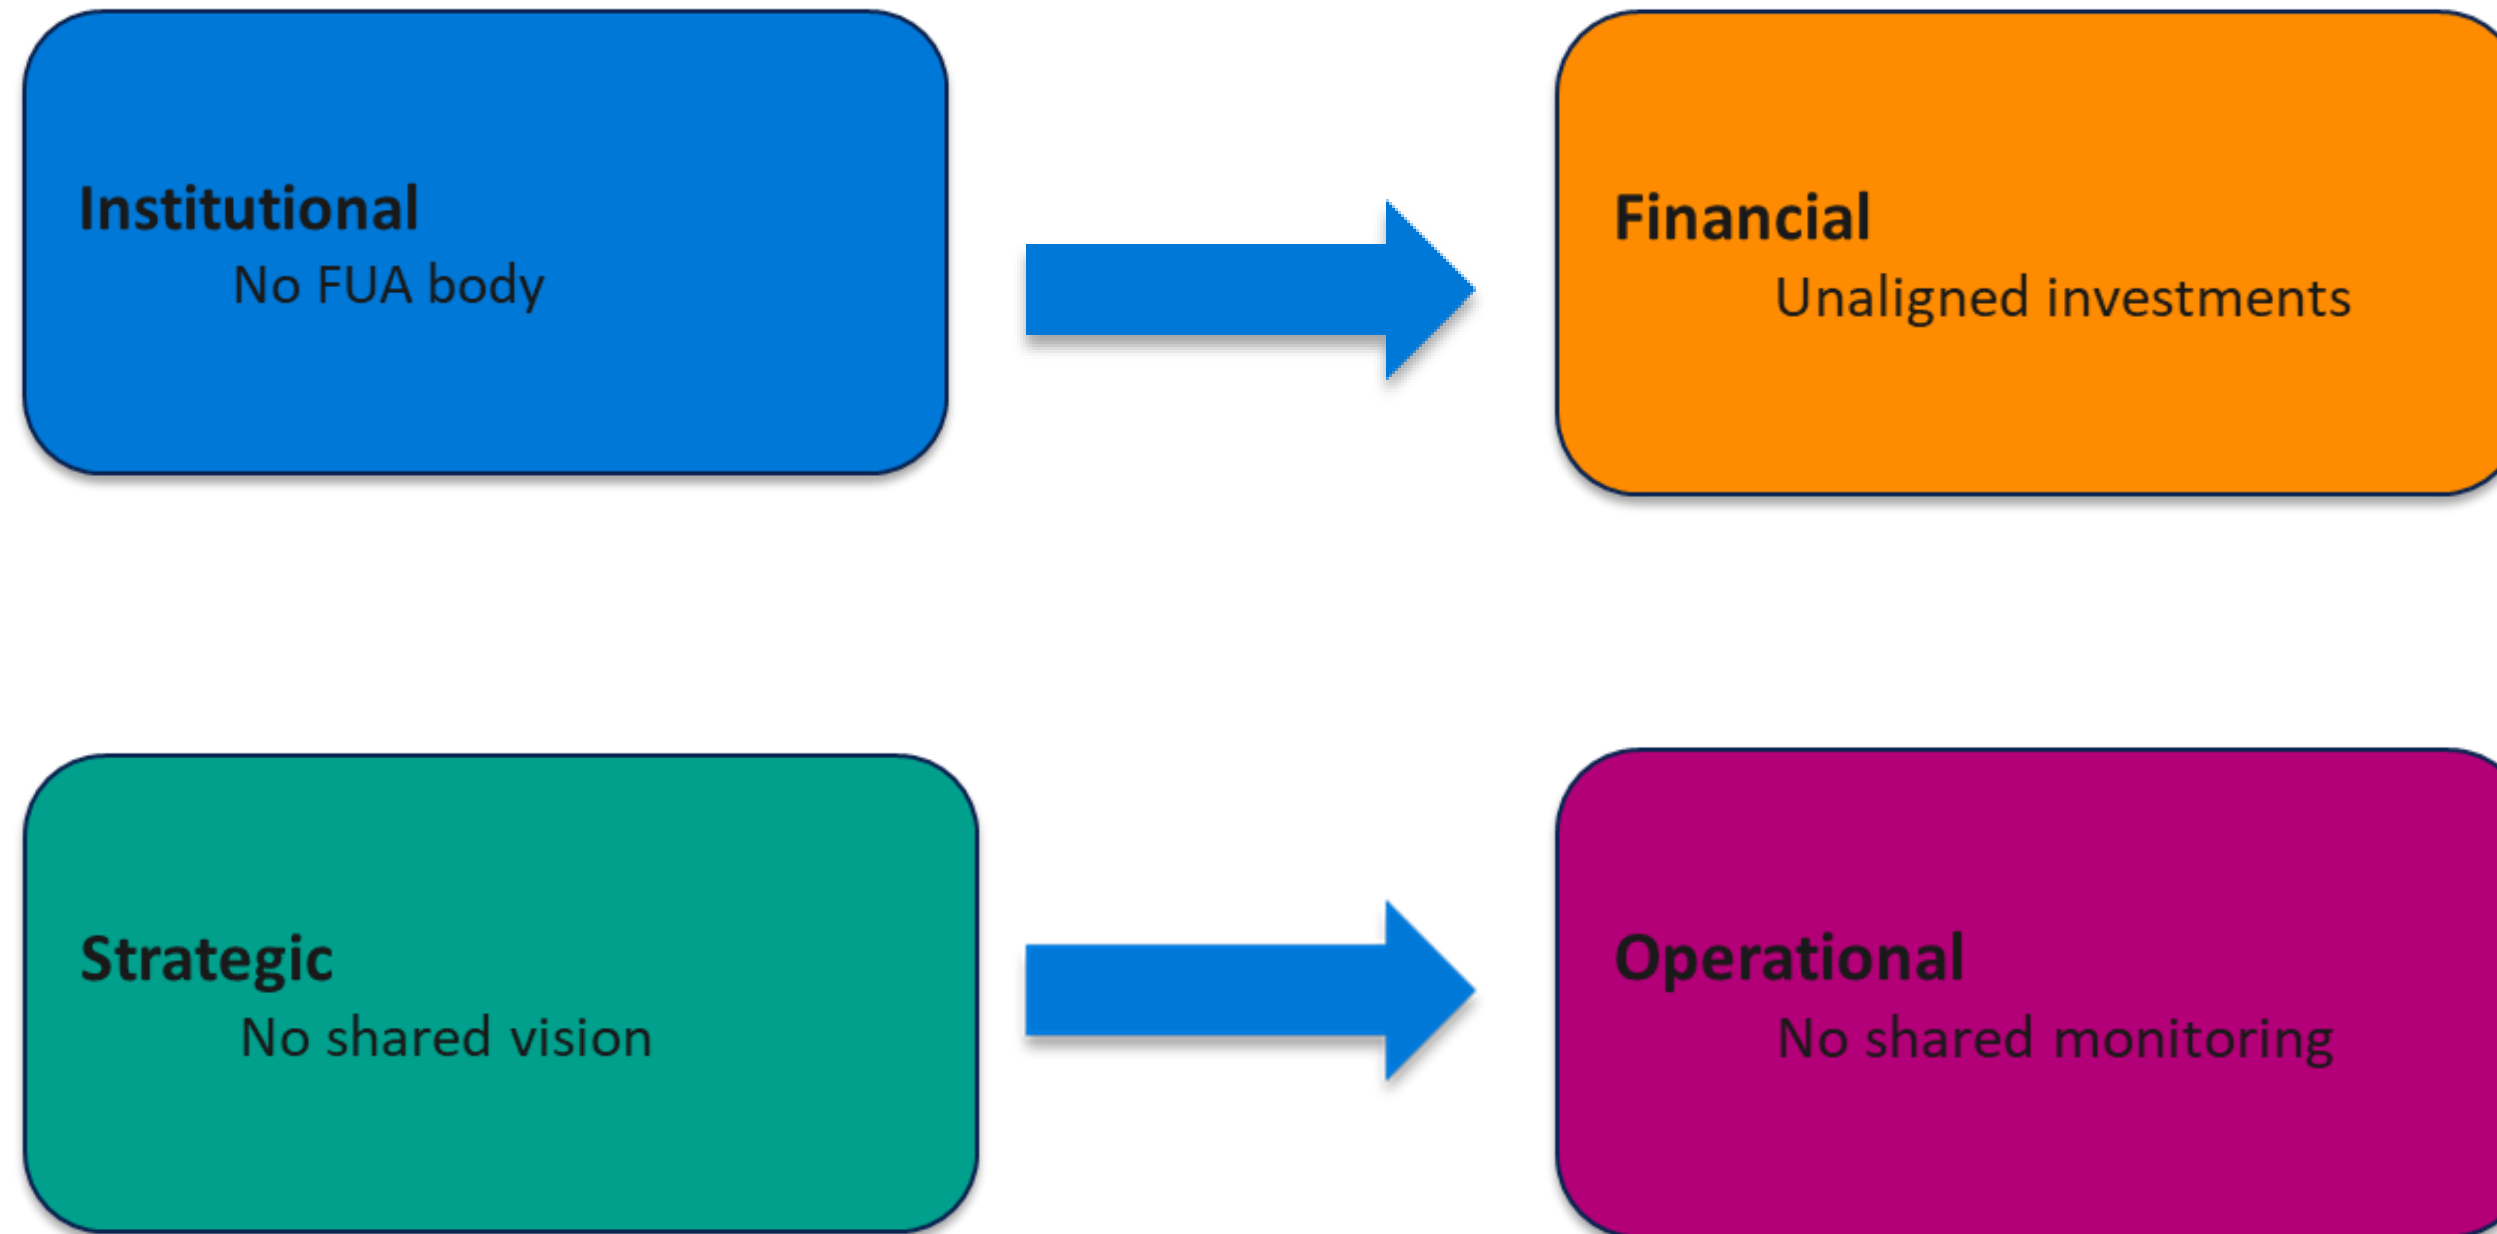 Institutional
No FUA body
Financial
Unaligned investments
Strategic
No shared vision
Operational
No shared monitoring